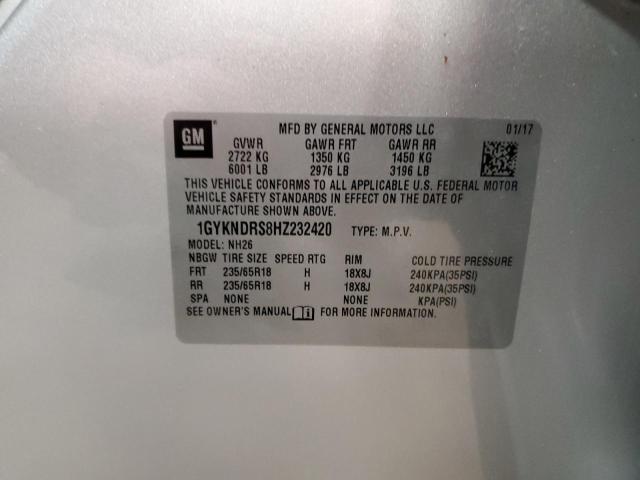 GM
MFD BY GENERAL MOTORS LLC 01/17
GVWR GAWR FRT GAWR RR
2722 KG 1350 KG 1450 KG
6001 LB 2976 LB 3196 LB
THIS VEHICLE CONFORMS TO ALL APPLICABLE U.S. FEDERAL MOTOR
VEHICLE SAFETY STANDARDS IN EFFECT ON THE DATE OF
MANUFACTURE SHOWN ABOVE.
1GYKNDRS8HZ232420 TYPE: M.P.V.
MODEL: NH26
NBGW TIRE SIZE SPEED RTG RIM COLD TIRE PRESSURE
FRT 235/65R18 H 18X8J 240KPA(35PSI)
RR 235/65R18 H 18X8J 240KPA(35PSI)
SPA NONE NONE KPA(PSI)
SEE OWNER'S MANUAL FOR MORE INFORMATION.